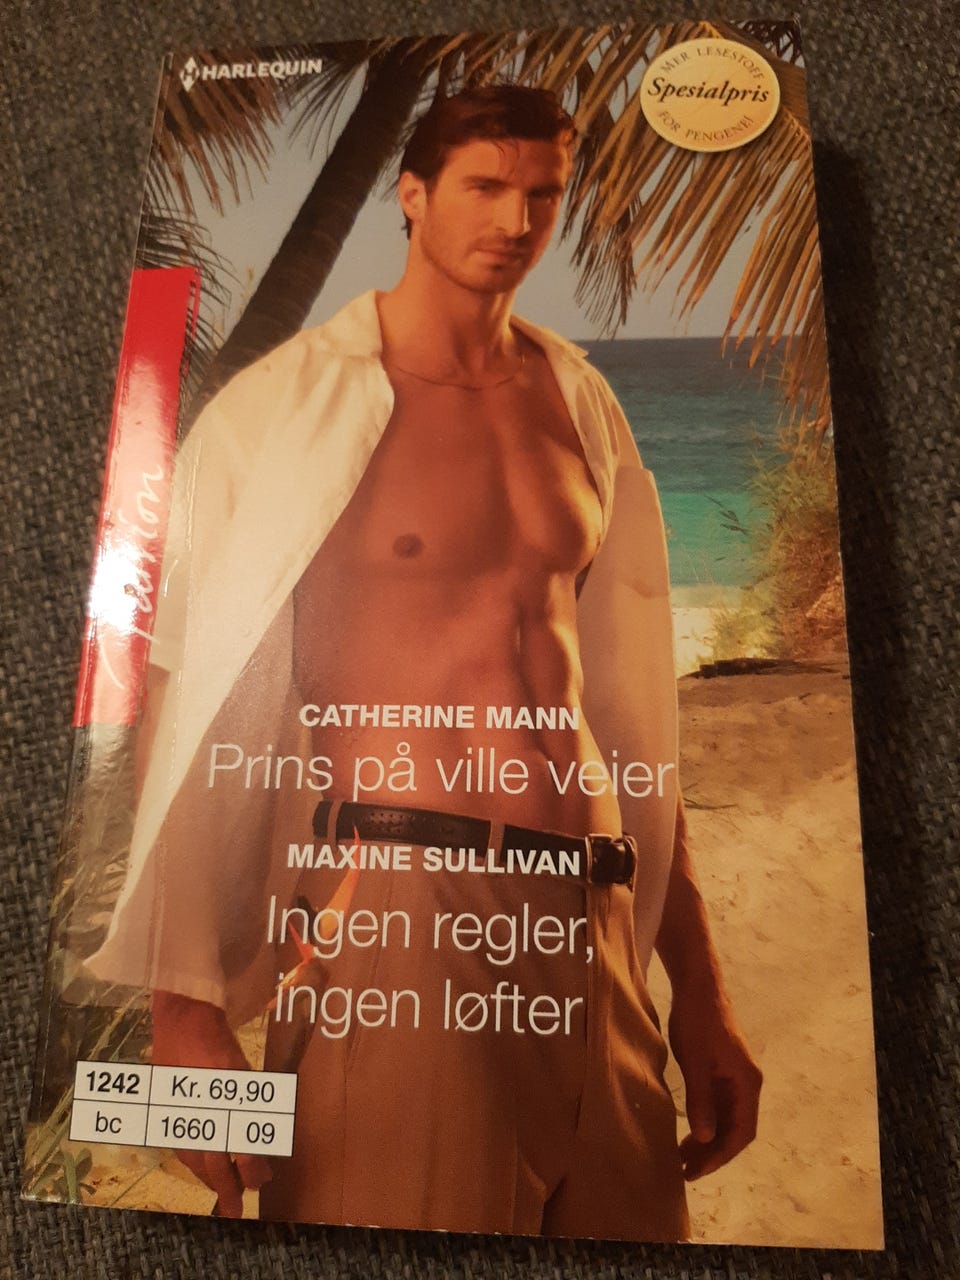 HARLEQUIN
MER LESESTOFF
Spesialpris
FOR PENGENE!
Passion
CATHERINE MANN
Prins på ville veier
MAXINE SULLIVAN
Ingen regler,
ingen løfter
1242 Kr. 69,90
bc 1660 09